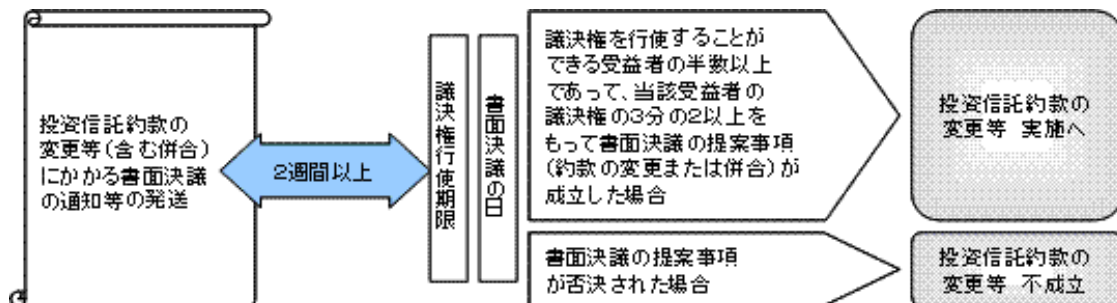 投資信託約款の
変更等(含む併合)
にかかる書面決議
の通知等の発送
2週間以上
議決権行使期限
書面決議の日
議決権を行使することが
できる受益者の半数以上
であって、当該受益者の
議決権の3分の2以上を
もって書面決議の提案事項
(約款の変更または併合)が
成立した場合
投資信託約款の
変更等 実施へ
書面決議の提案事項
が否決された場合
投資信託約款の
変更等 不成立